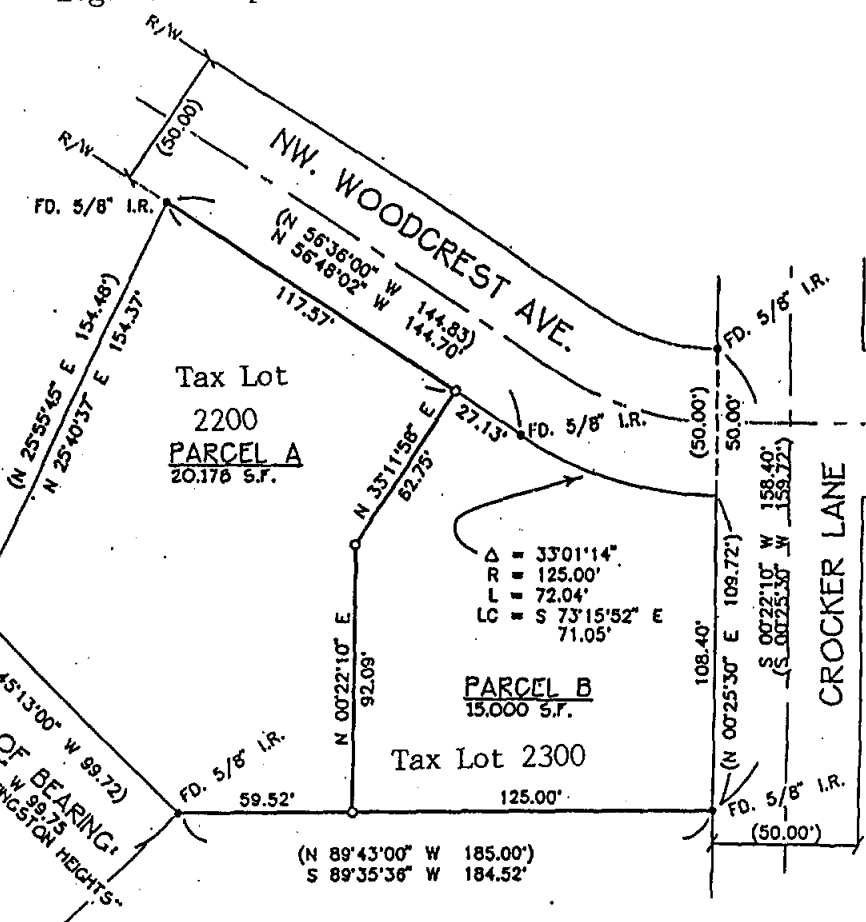 R/W
R/W
(50.00)
NW. WOODCREST AVE.
FD. 5/8" I.R.
(N 56°36'00" W 144.83)
N 56°48'02" W 144.70'
117.57'
FD. 5/8" I.R.
(N 25°55'45" E 154.48')
N 25°40'37" E 154.37'
Tax Lot
2200
PARCEL A
20.178 S.F.
27.13'
FD. 5/8" I.R.
(50.00')
50.00'
N 33°11'58" E
62.75'
Δ = 33°01'14"
R = 125.00'
L = 72.04'
LC = S 73°15'52" E
71.05'
108.40'
(N 00°25'30" E 109.72')
S 00°22'10" W 158.40'
(S 00°25'30" W 159.72')
CROCKER LANE
N 00°22'10" E
92.09'
PARCEL B
15.000 S.F.
Tax Lot 2300
45°13'00" W 99.72)
OF BEARING:
W 99.75
HEIGHTS"
FD. 5/8" I.R.
59.52'
125.00'
FD. 5/8" I.R.
(50.00')
(N 89°43'00" W 185.00')
S 89°35'36" W 184.52'